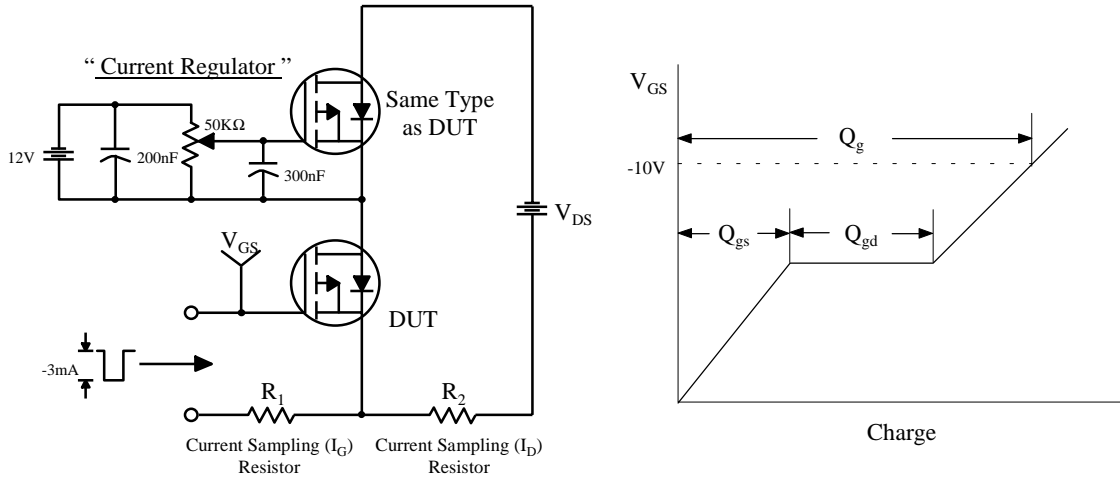 “ Current Regulator ”
12V
200nF
50KΩ
300nF
Same Type
as DUT
V_DS
V_GS
DUT
-3mA
R_1
R_2
Current Sampling (I_G)
Resistor
Current Sampling (I_D)
Resistor
V_GS
-10V
Q_g
Q_gs
Q_gd
Charge